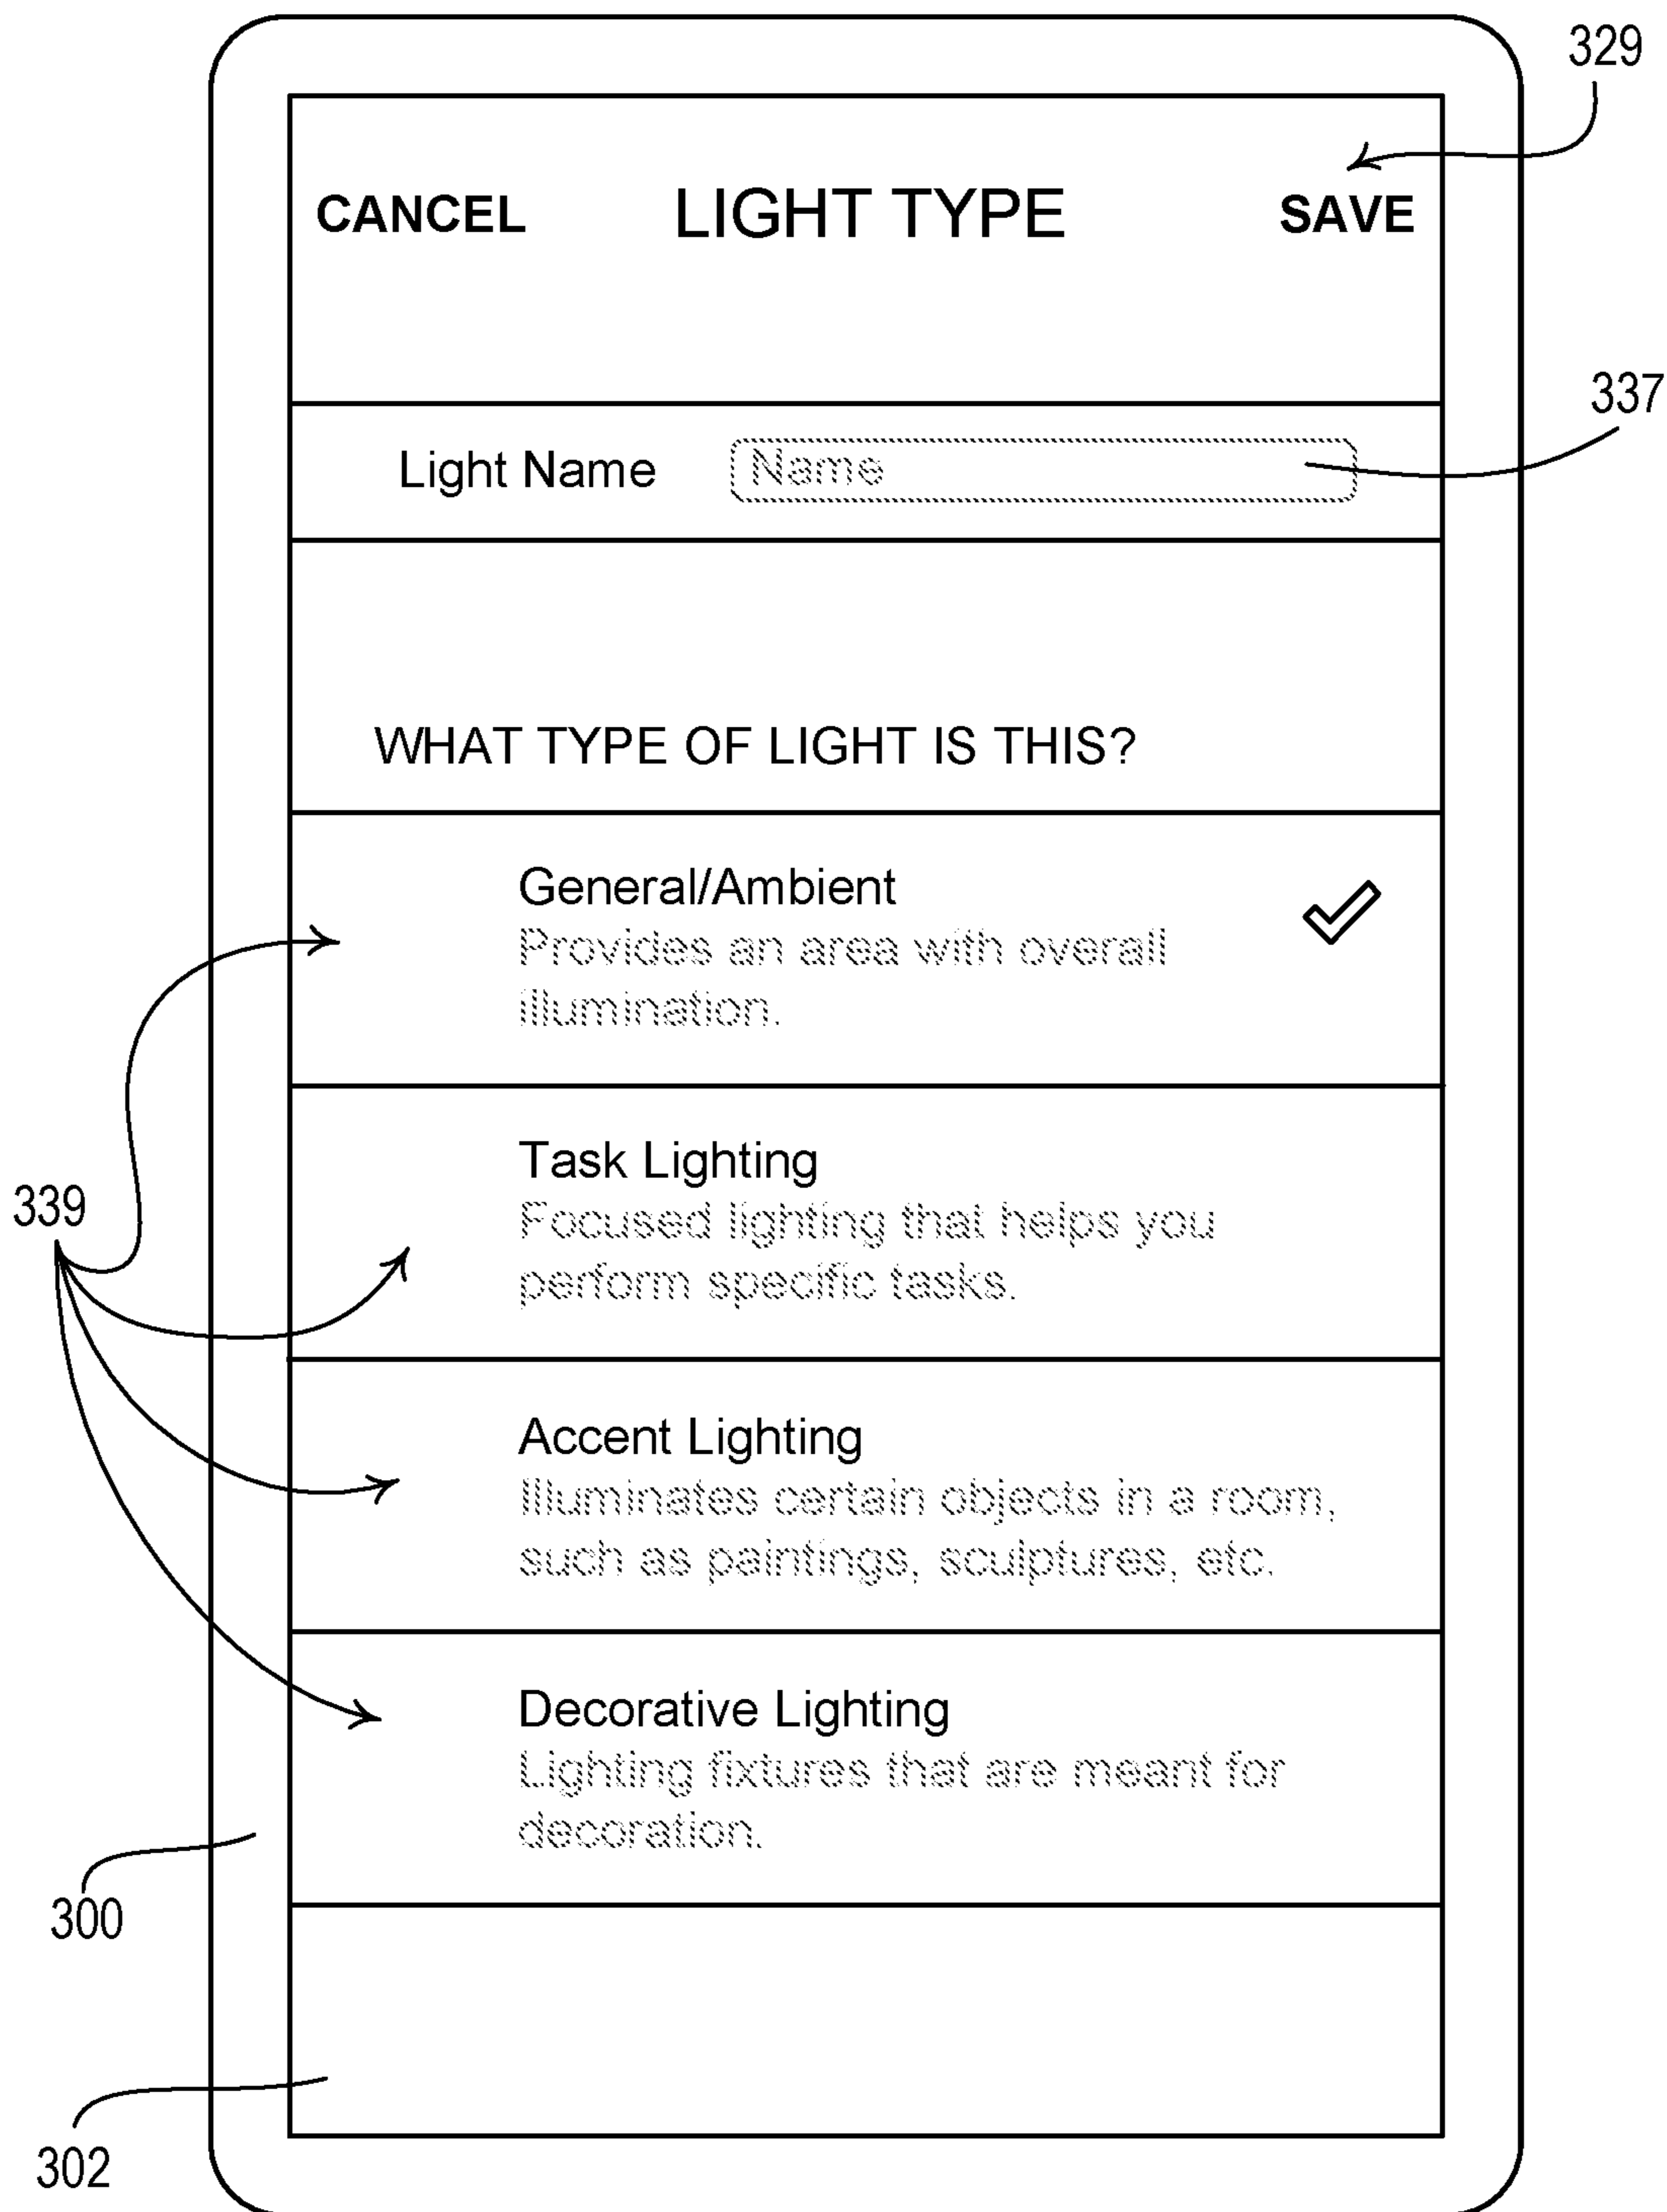 329
CANCEL LIGHT TYPE SAVE
337
Light Name Name
WHAT TYPE OF LIGHT IS THIS?
General/Ambient
Provides an area with overall
illumination.
Task Lighting
339
Focused lighting that helps you
perform specific tasks.
Accent Lighting
Illuminates certain objects in a room,
such as paintings, sculptures, etc.
Decorative Lighting
Lighting fixtures that are meant for
decoration.
300
302